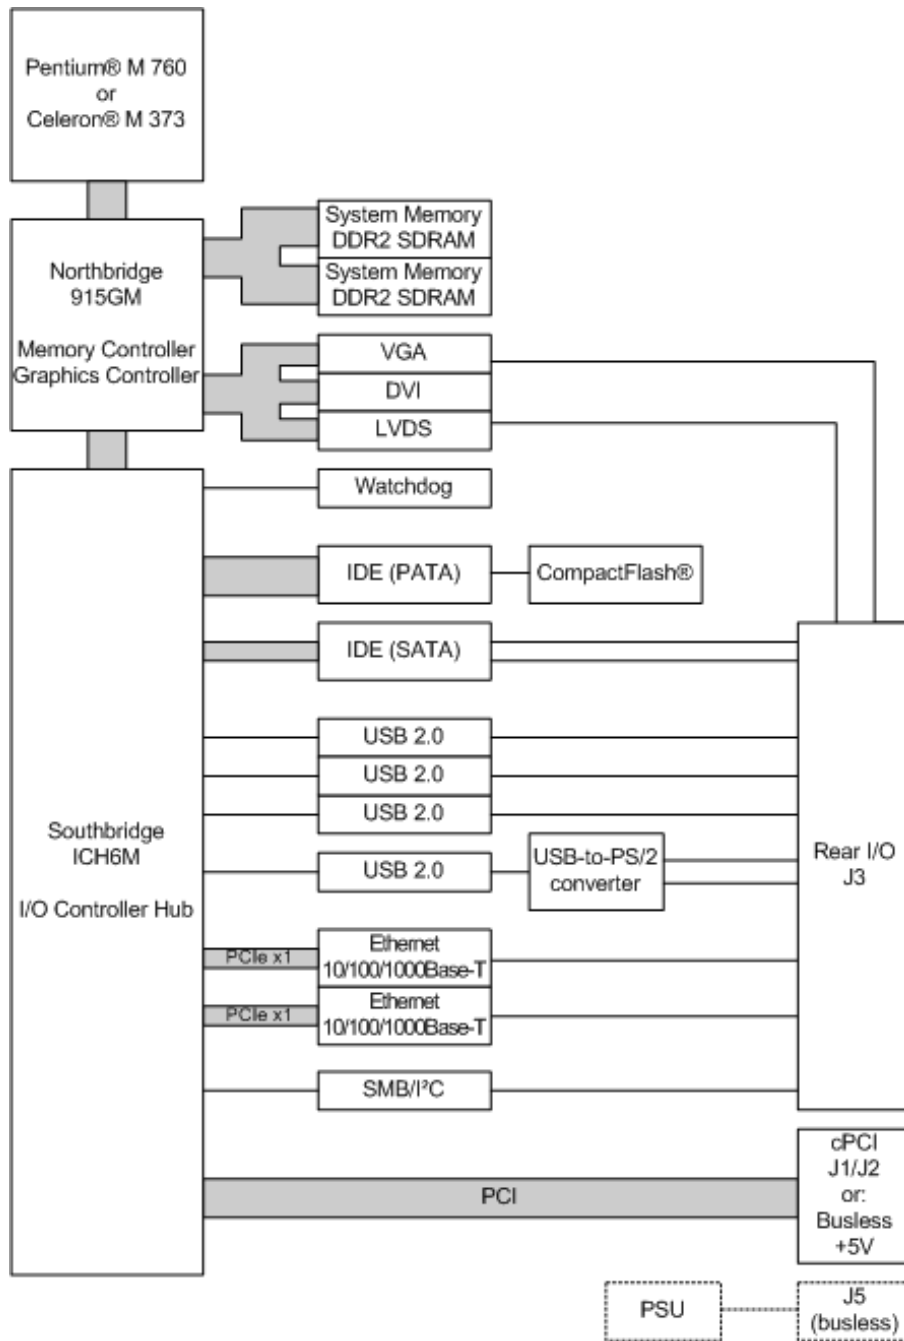 Pentium® M 760
or
Celeron® M 373
Northbridge
915GM
Memory Controller
Graphics Controller
System Memory
DDR2 SDRAM
System Memory
DDR2 SDRAM
VGA
DVI
LVDS
Watchdog
IDE (PATA)
CompactFlash®
IDE (SATA)
USB 2.0
USB 2.0
USB 2.0
USB 2.0
USB-to-PS/2
converter
Southbridge
ICH6M
I/O Controller Hub
Rear I/O
J3
PCIe x1
Ethernet
10/100/1000Base-T
PCIe x1
Ethernet
10/100/1000Base-T
SMB/I²C
PCI
cPCI
J1/J2
or:
Busless
+5V
PSU
J5
(busless)